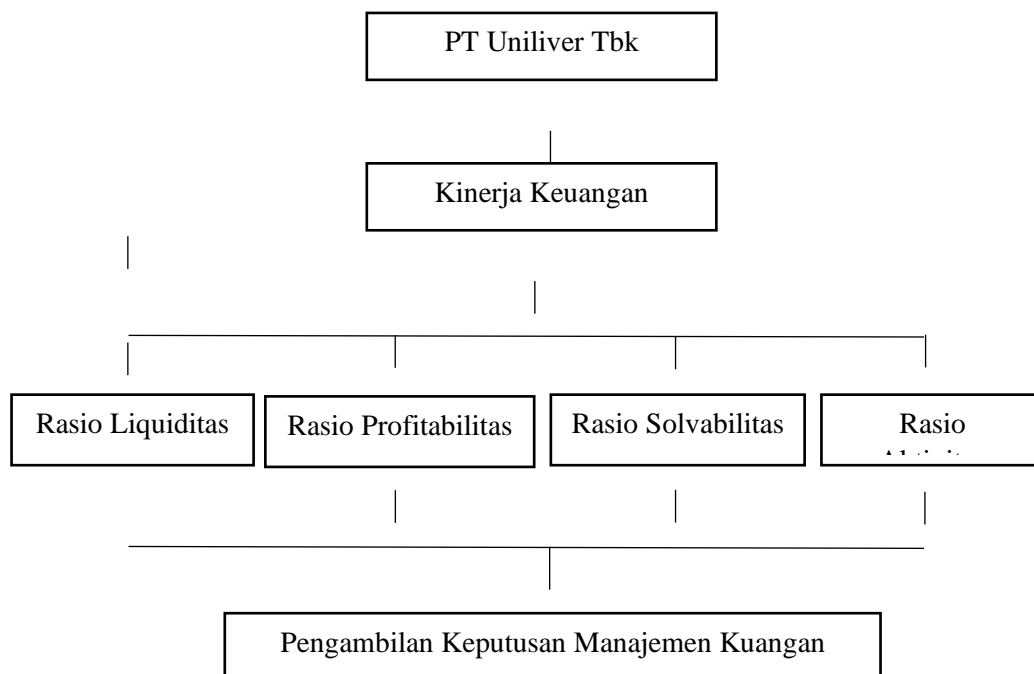 PT Uniliver Tbk
Kinerja Keuangan
Rasio Liquiditas
Rasio Profitabilitas
Rasio Solvabilitas
Rasio
Pengambilan Keputusan Manajemen Kuangan